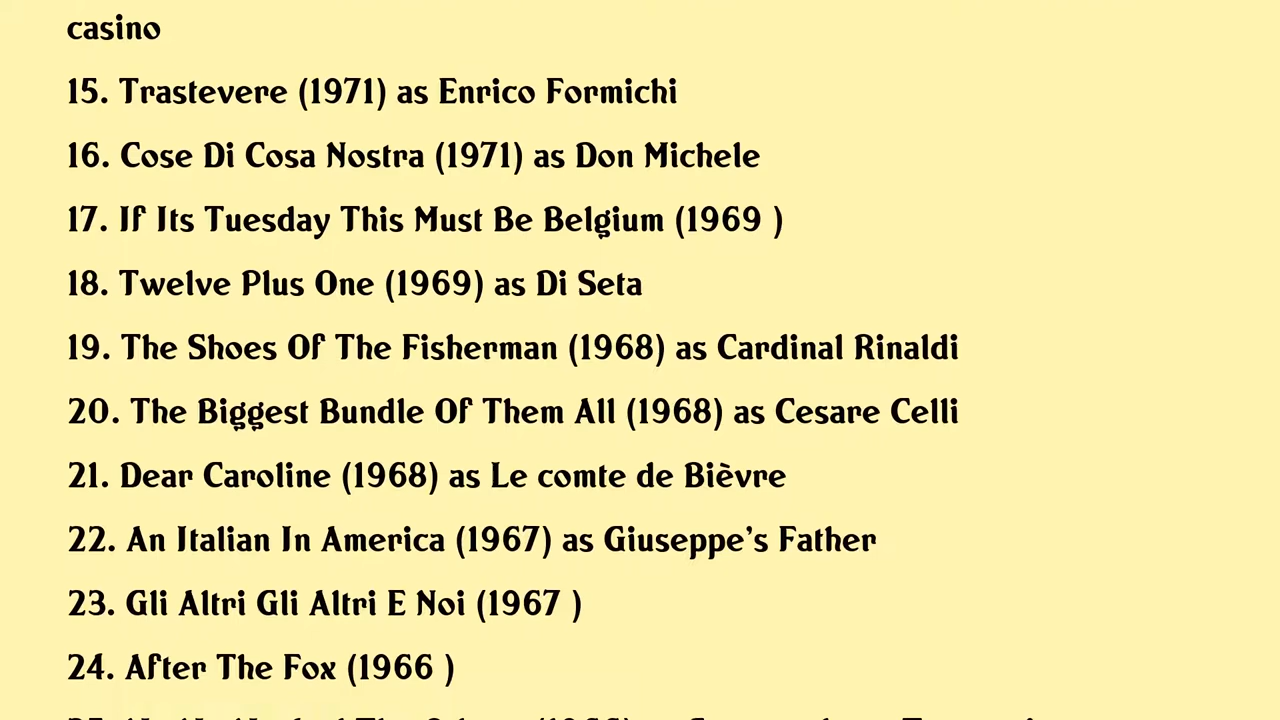 casino
15. Trastevere (1971) as Enrico Formichi
16. Cose Di Cosa Nostra (1971) as Don Michele
17. If Its Tuesday This Must Be Belgium (1969 )
18. Twelve Plus One (1969) as Di Seta
19. The Shoes Of The Fisherman (1968) as Cardinal Rinaldi
20. The Biggest Bundle Of Them All (1968) as Cesare Celli
21. Dear Caroline (1968) as Le comte de Bièvre
22. An Italian In America (1967) as Giuseppe's Father
23. Gli Altri Gli Altri E Noi (1967 )
24. After The Fox (1966 )